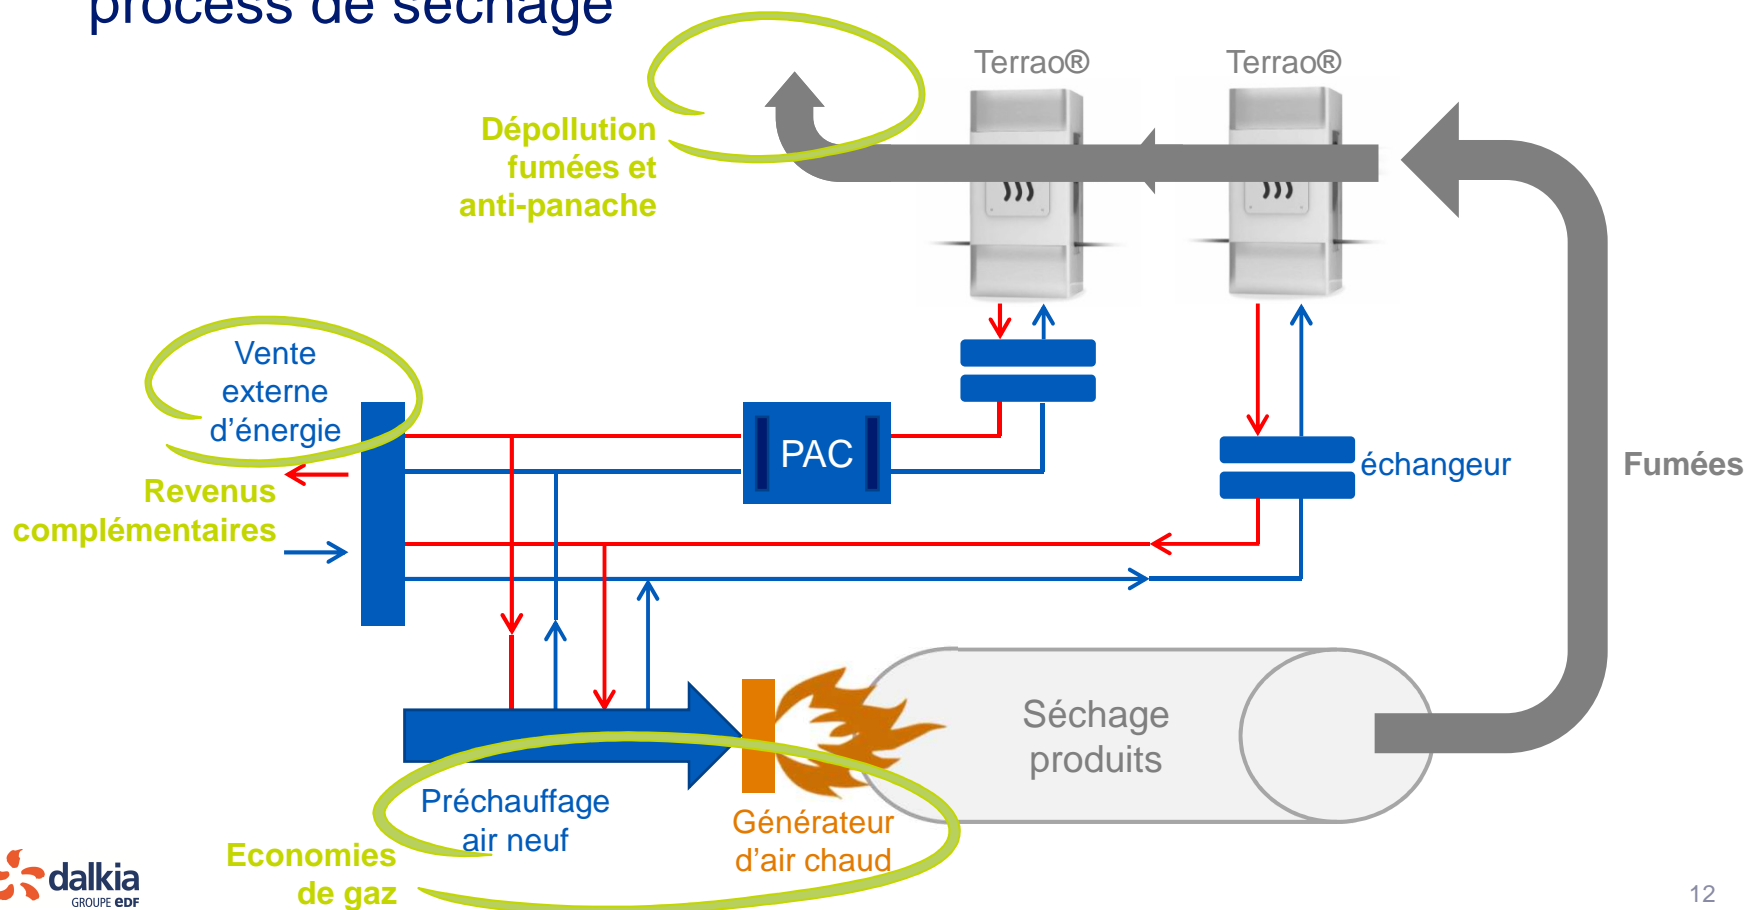 process de séchage
Terrao®
Terrao®
Dépollution
fumées et
anti-panache
Vente
externe
d’énergie
Revenus
complémentaires
PAC
échangeur
Fumées
Séchage
produits
Préchauffage
air neuf
Générateur
d’air chaud
Economies
de gaz
dalkia
GROUPE EDF
12